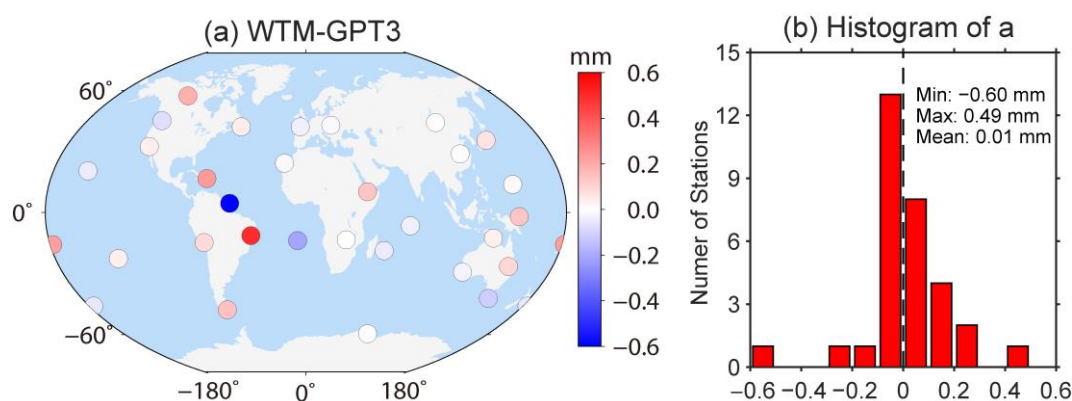 (a) WTM-GPT3
mm
60°
0°
−60°
−180° 0° 180°
0.6
0.4
0.2
0.0
−0.2
−0.4
−0.6
(b) Histogram of a
Numer of Stations
15
12
9
6
3
0
Min: −0.60 mm
Max: 0.49 mm
Mean: 0.01 mm
−0.6 −0.4 −0.2 0 0.2 0.4 0.6